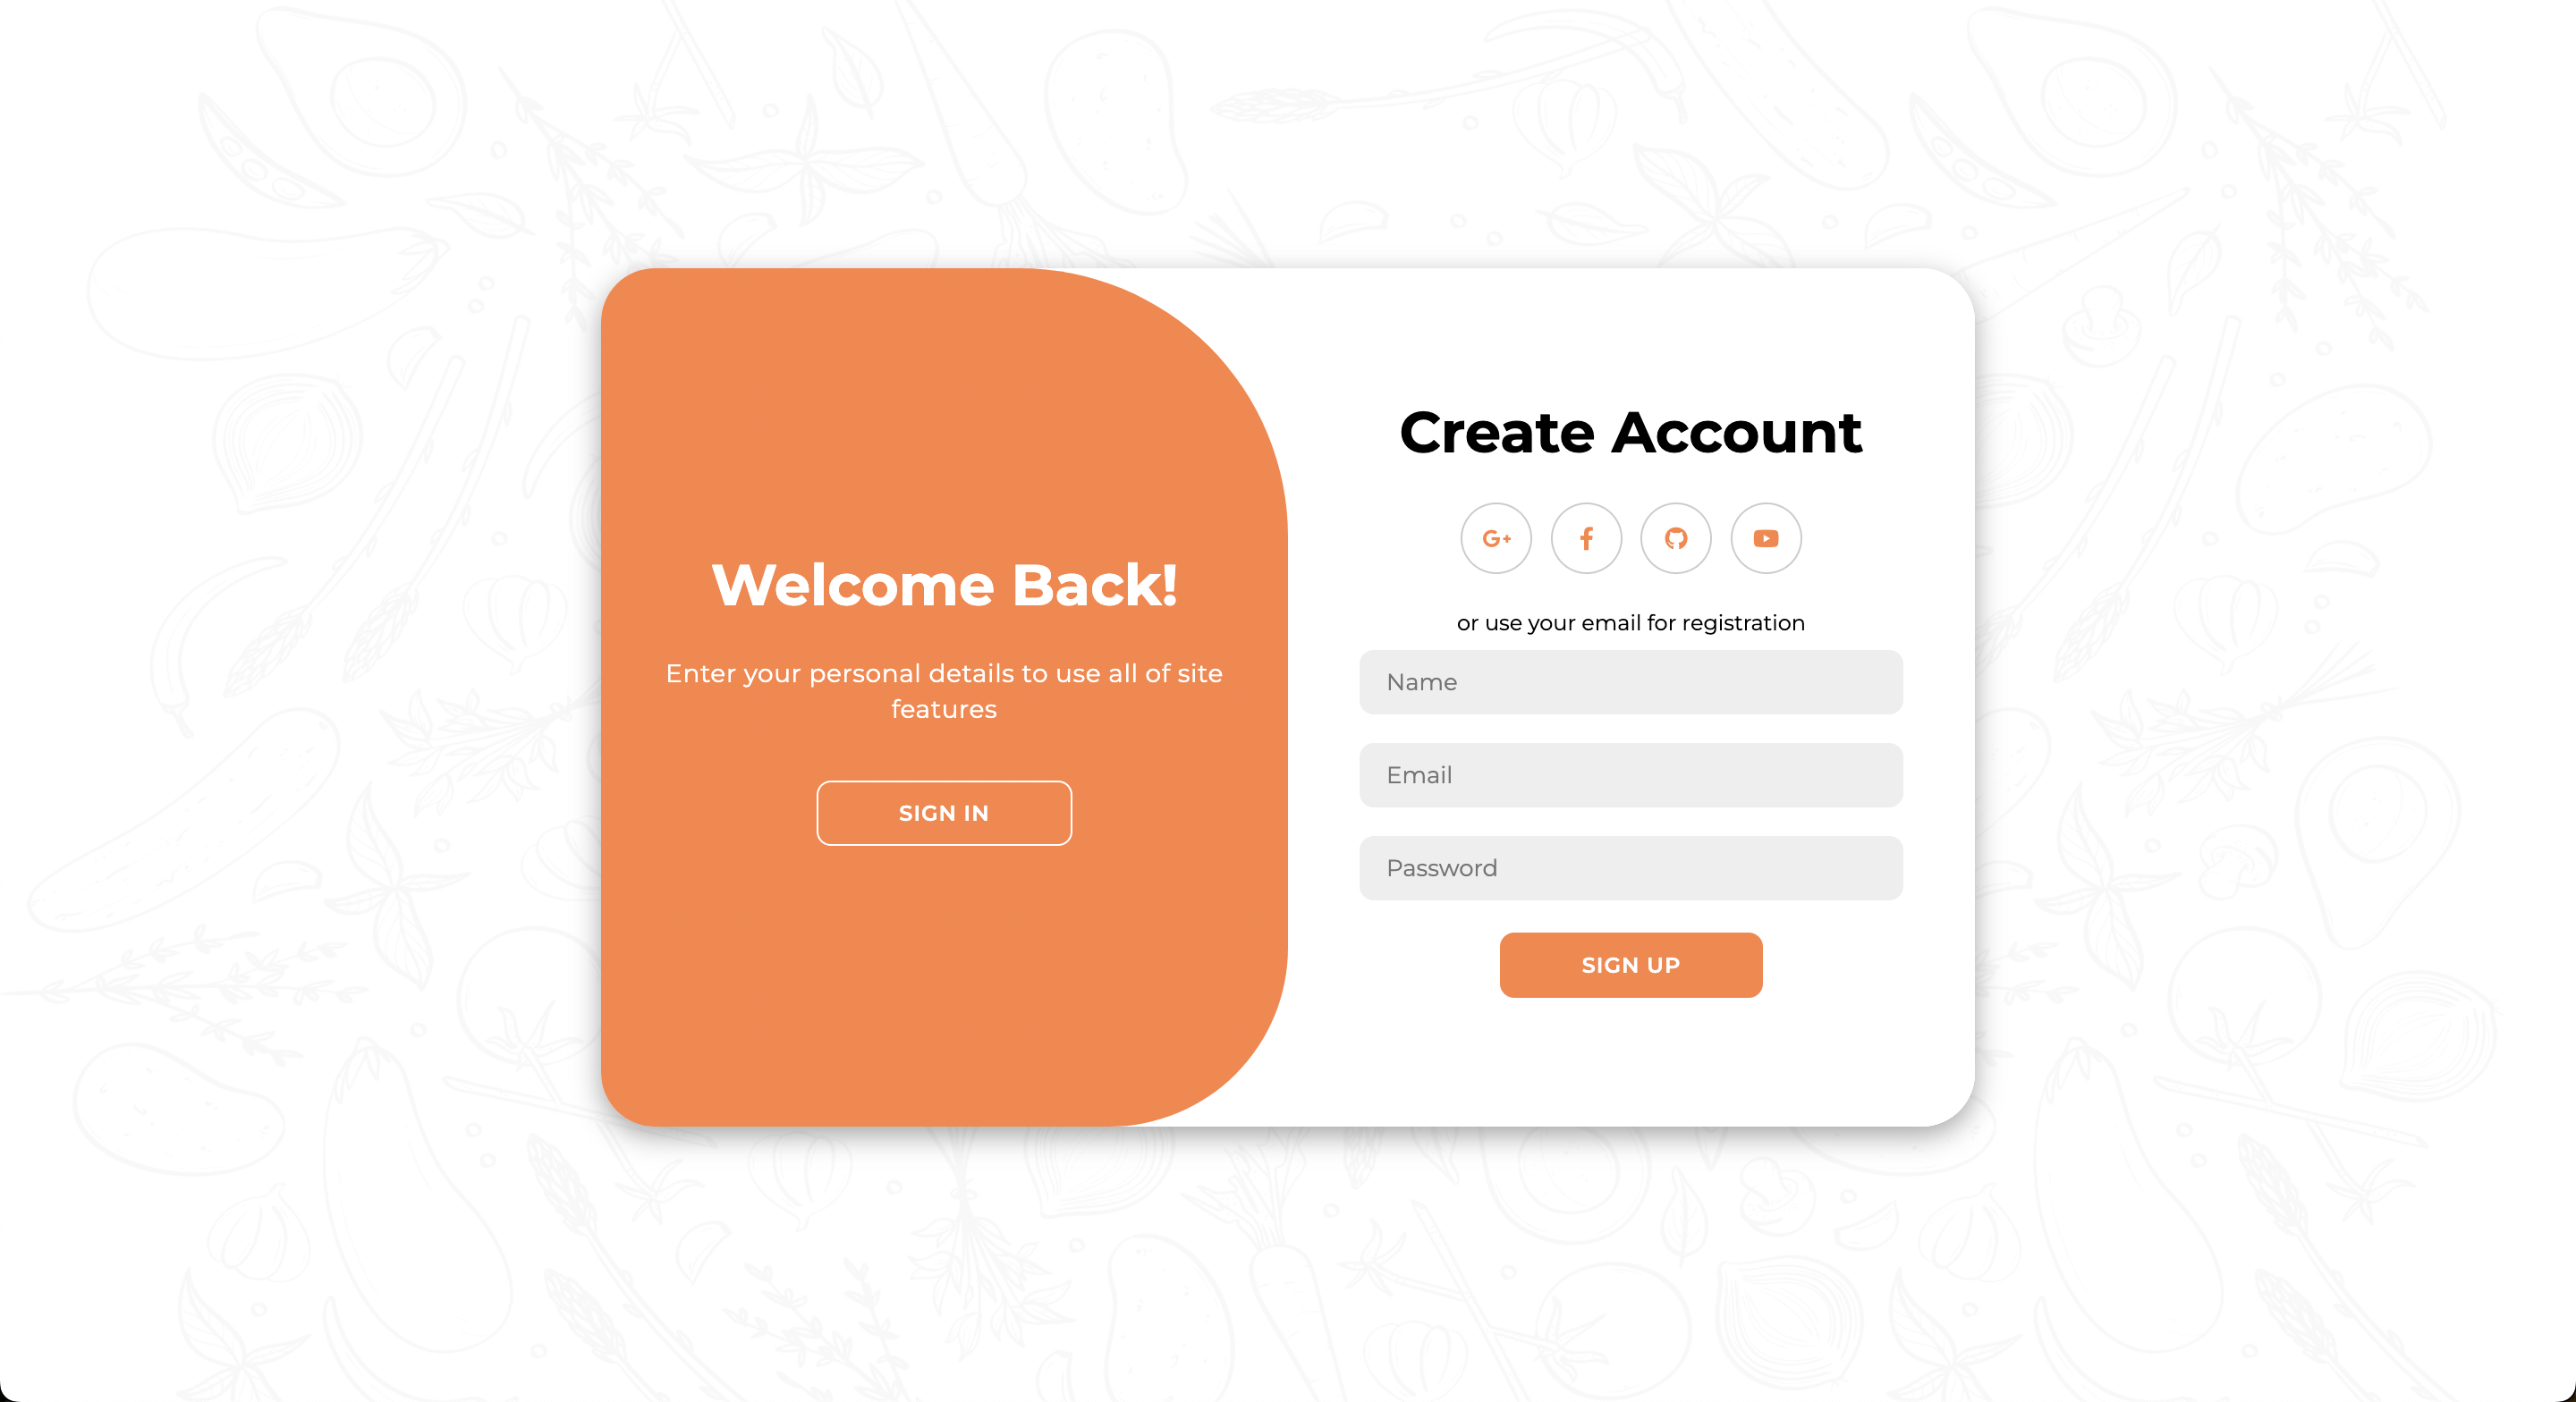 Welcome Back!
Enter your personal details to use all of site
features
SIGN IN
Create Account
G+
or use your email for registration
Name
Email
Password
SIGN UP